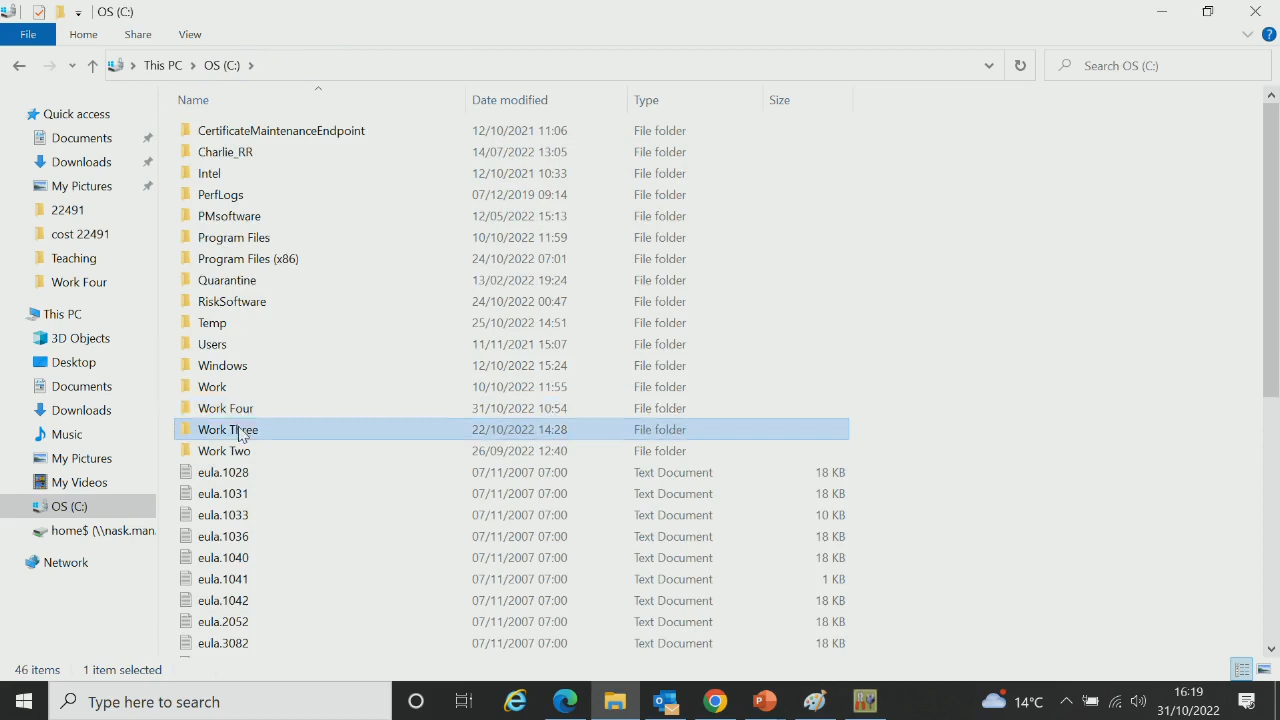 OS (C:)
File Home Share View
This PC OS (C:) Search OS (C:)
Name Date modified Type Size
Quick access
Documents
Downloads
My Pictures
22491
cost 22491
Teaching
Work Four
This PC
3D Objects
Desktop
Documents
Downloads
Music
My Pictures
My Videos
OS (C:)
home$ (\\nask.man.
Network
CertificateMaintenanceEndpoint 12/10/2021 11:06 File folder
Charlie_RR 14/07/2022 13:05 File folder
Intel 12/10/2021 10:33 File folder
PerfLogs 07/12/2019 09:14 File folder
PMsoftware 12/05/2022 15:13 File folder
Program Files 10/10/2022 11:59 File folder
Program Files (x86) 24/10/2022 07:01 File folder
Quarantine 13/02/2022 19:24 File folder
RiskSoftware 24/10/2022 00:47 File folder
Temp 25/10/2022 14:51 File folder
Users 11/11/2021 15:07 File folder
Windows 12/10/2022 15:24 File folder
Work 10/10/2022 11:55 File folder
Work Four 31/10/2022 10:54 File folder
Work Three 22/10/2022 14:28 File folder
Work Two 26/09/2022 12:40 File folder
eula.1028 07/11/2007 07:00 Text Document 18 KB
eula.1031 07/11/2007 07:00 Text Document 18 KB
eula.1033 07/11/2007 07:00 Text Document 10 KB
eula.1036 07/11/2007 07:00 Text Document 18 KB
eula.1040 07/11/2007 07:00 Text Document 18 KB
eula.1041 07/11/2007 07:00 Text Document 1 KB
eula.1042 07/11/2007 07:00 Text Document 18 KB
eula.2052 07/11/2007 07:00 Text Document 18 KB
eula.3082 07/11/2007 07:00 Text Document 18 KB
46 items 1 item selected
Type here to search
14°C
16:19
31/10/2022